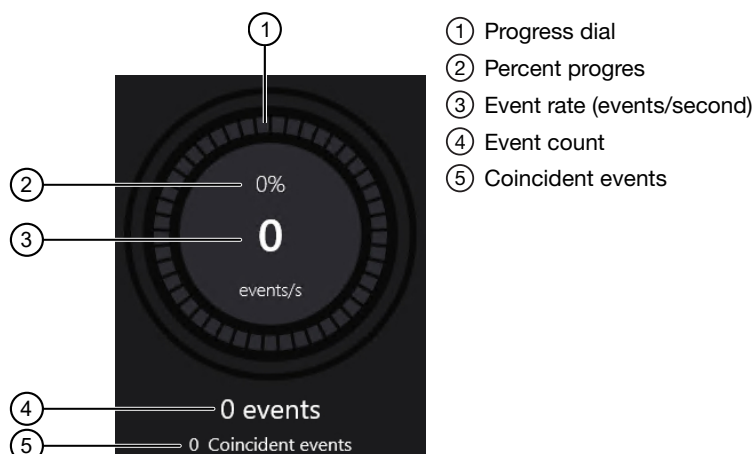 1
1 Progress dial
2 Percent progres
3 Event rate (events/second)
4 Event count
5 Coincident events
2 0%
3 0
events/s
4 0 events
5 0 Coincident events